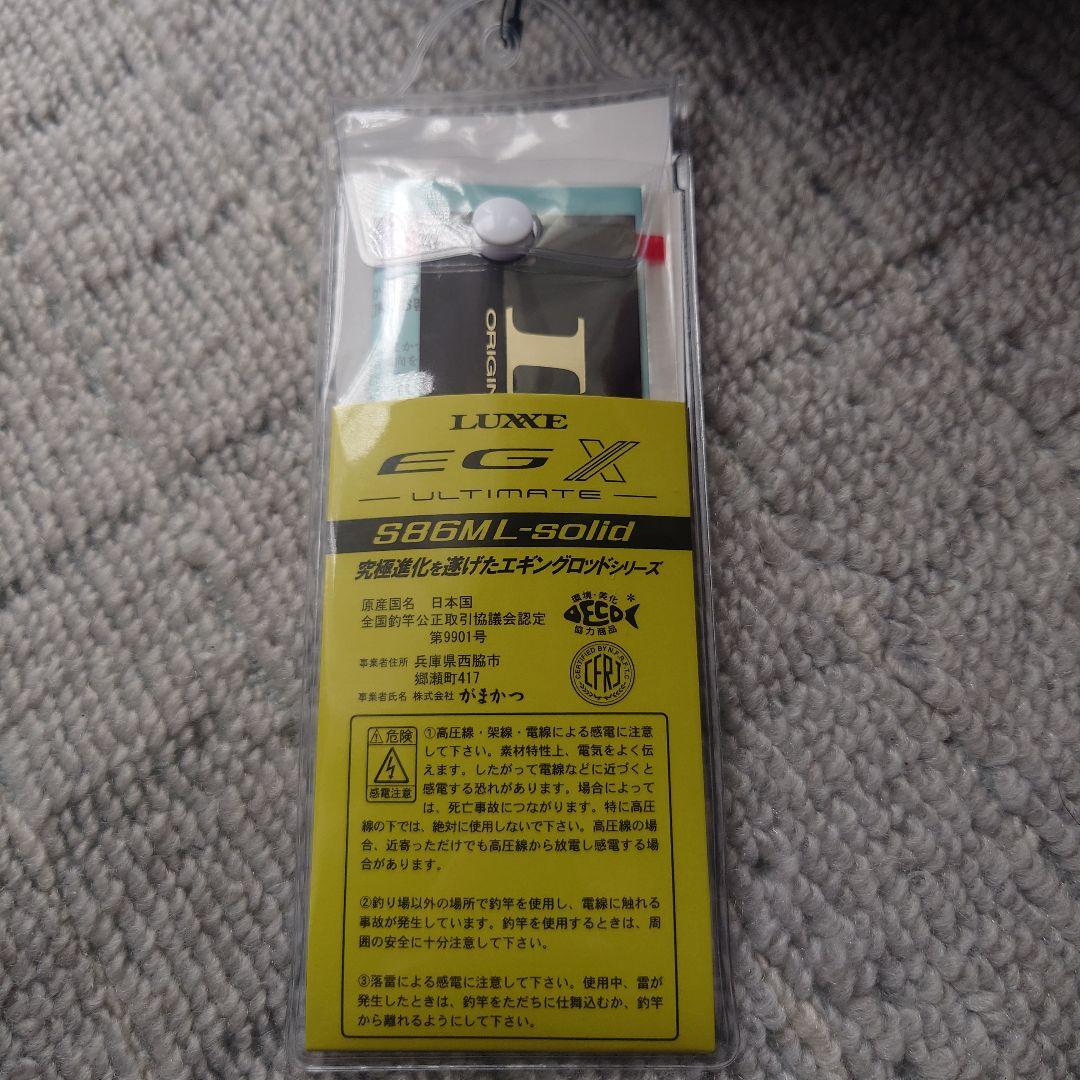 ORIGIN
LUXXE
EGX
ULTIMATE
S86ML-solid
究極進化を遂げたエギングロッドシリーズ
原産国名 日本国
全国釣竿公正取引協議会認定
第9901号
事業者住所 兵庫県西脇市
郷瀬町417
事業者氏名 株式会社 がまかつ
環境・美化
DECO
協力商品
CERTIFIED BY N.F.R.F.T.C
CFRI
危険
感電注意
①高圧線・架線・電線による感電に注意
して下さい。素材特性上、電気をよく伝
えます。したがって電線などに近づくと
感電する恐れがあります。場合によって
は、死亡事故につながります。特に高圧
線の下では、絶対に使用しないで下さい。高圧線の場
合、近寄っただけでも高圧線から放電し感電する場
合があります。
②釣り場以外の場所で釣竿を使用し、電線に触れる
事故が発生しています。釣竿を使用するときは、周
囲の安全に十分注意して下さい。
③落雷による感電に注意して下さい。使用中、雷が
発生したときは、釣竿をただちに仕舞込むか、釣竿
から離れるようにして下さい。